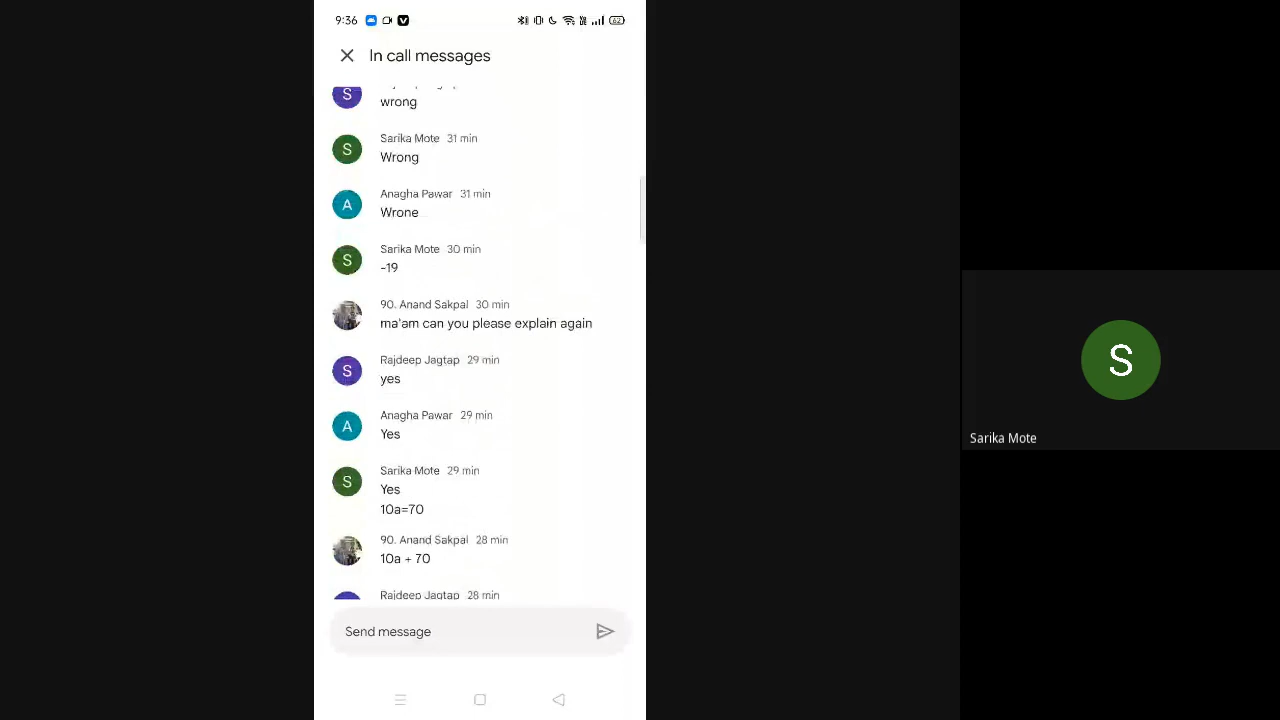 9:36
V
62
In call messages
S
wrong
Sarika Mote 31 min
S
Wrong
Anagha Pawar 31 min
A
Wrone
Sarika Mote 30 min
S
-19
90. Anand Sakpal 30 min
ma'am can you please explain again
Rajdeep Jagtap 29 min
S
yes
Anagha Pawar 29 min
A
Yes
Sarika Mote 29 min
S
Yes
10a=70
90. Anand Sakpal 28 min
10a + 70
Rajdeep Jagtap 28 min
Send message
S
Sarika Mote